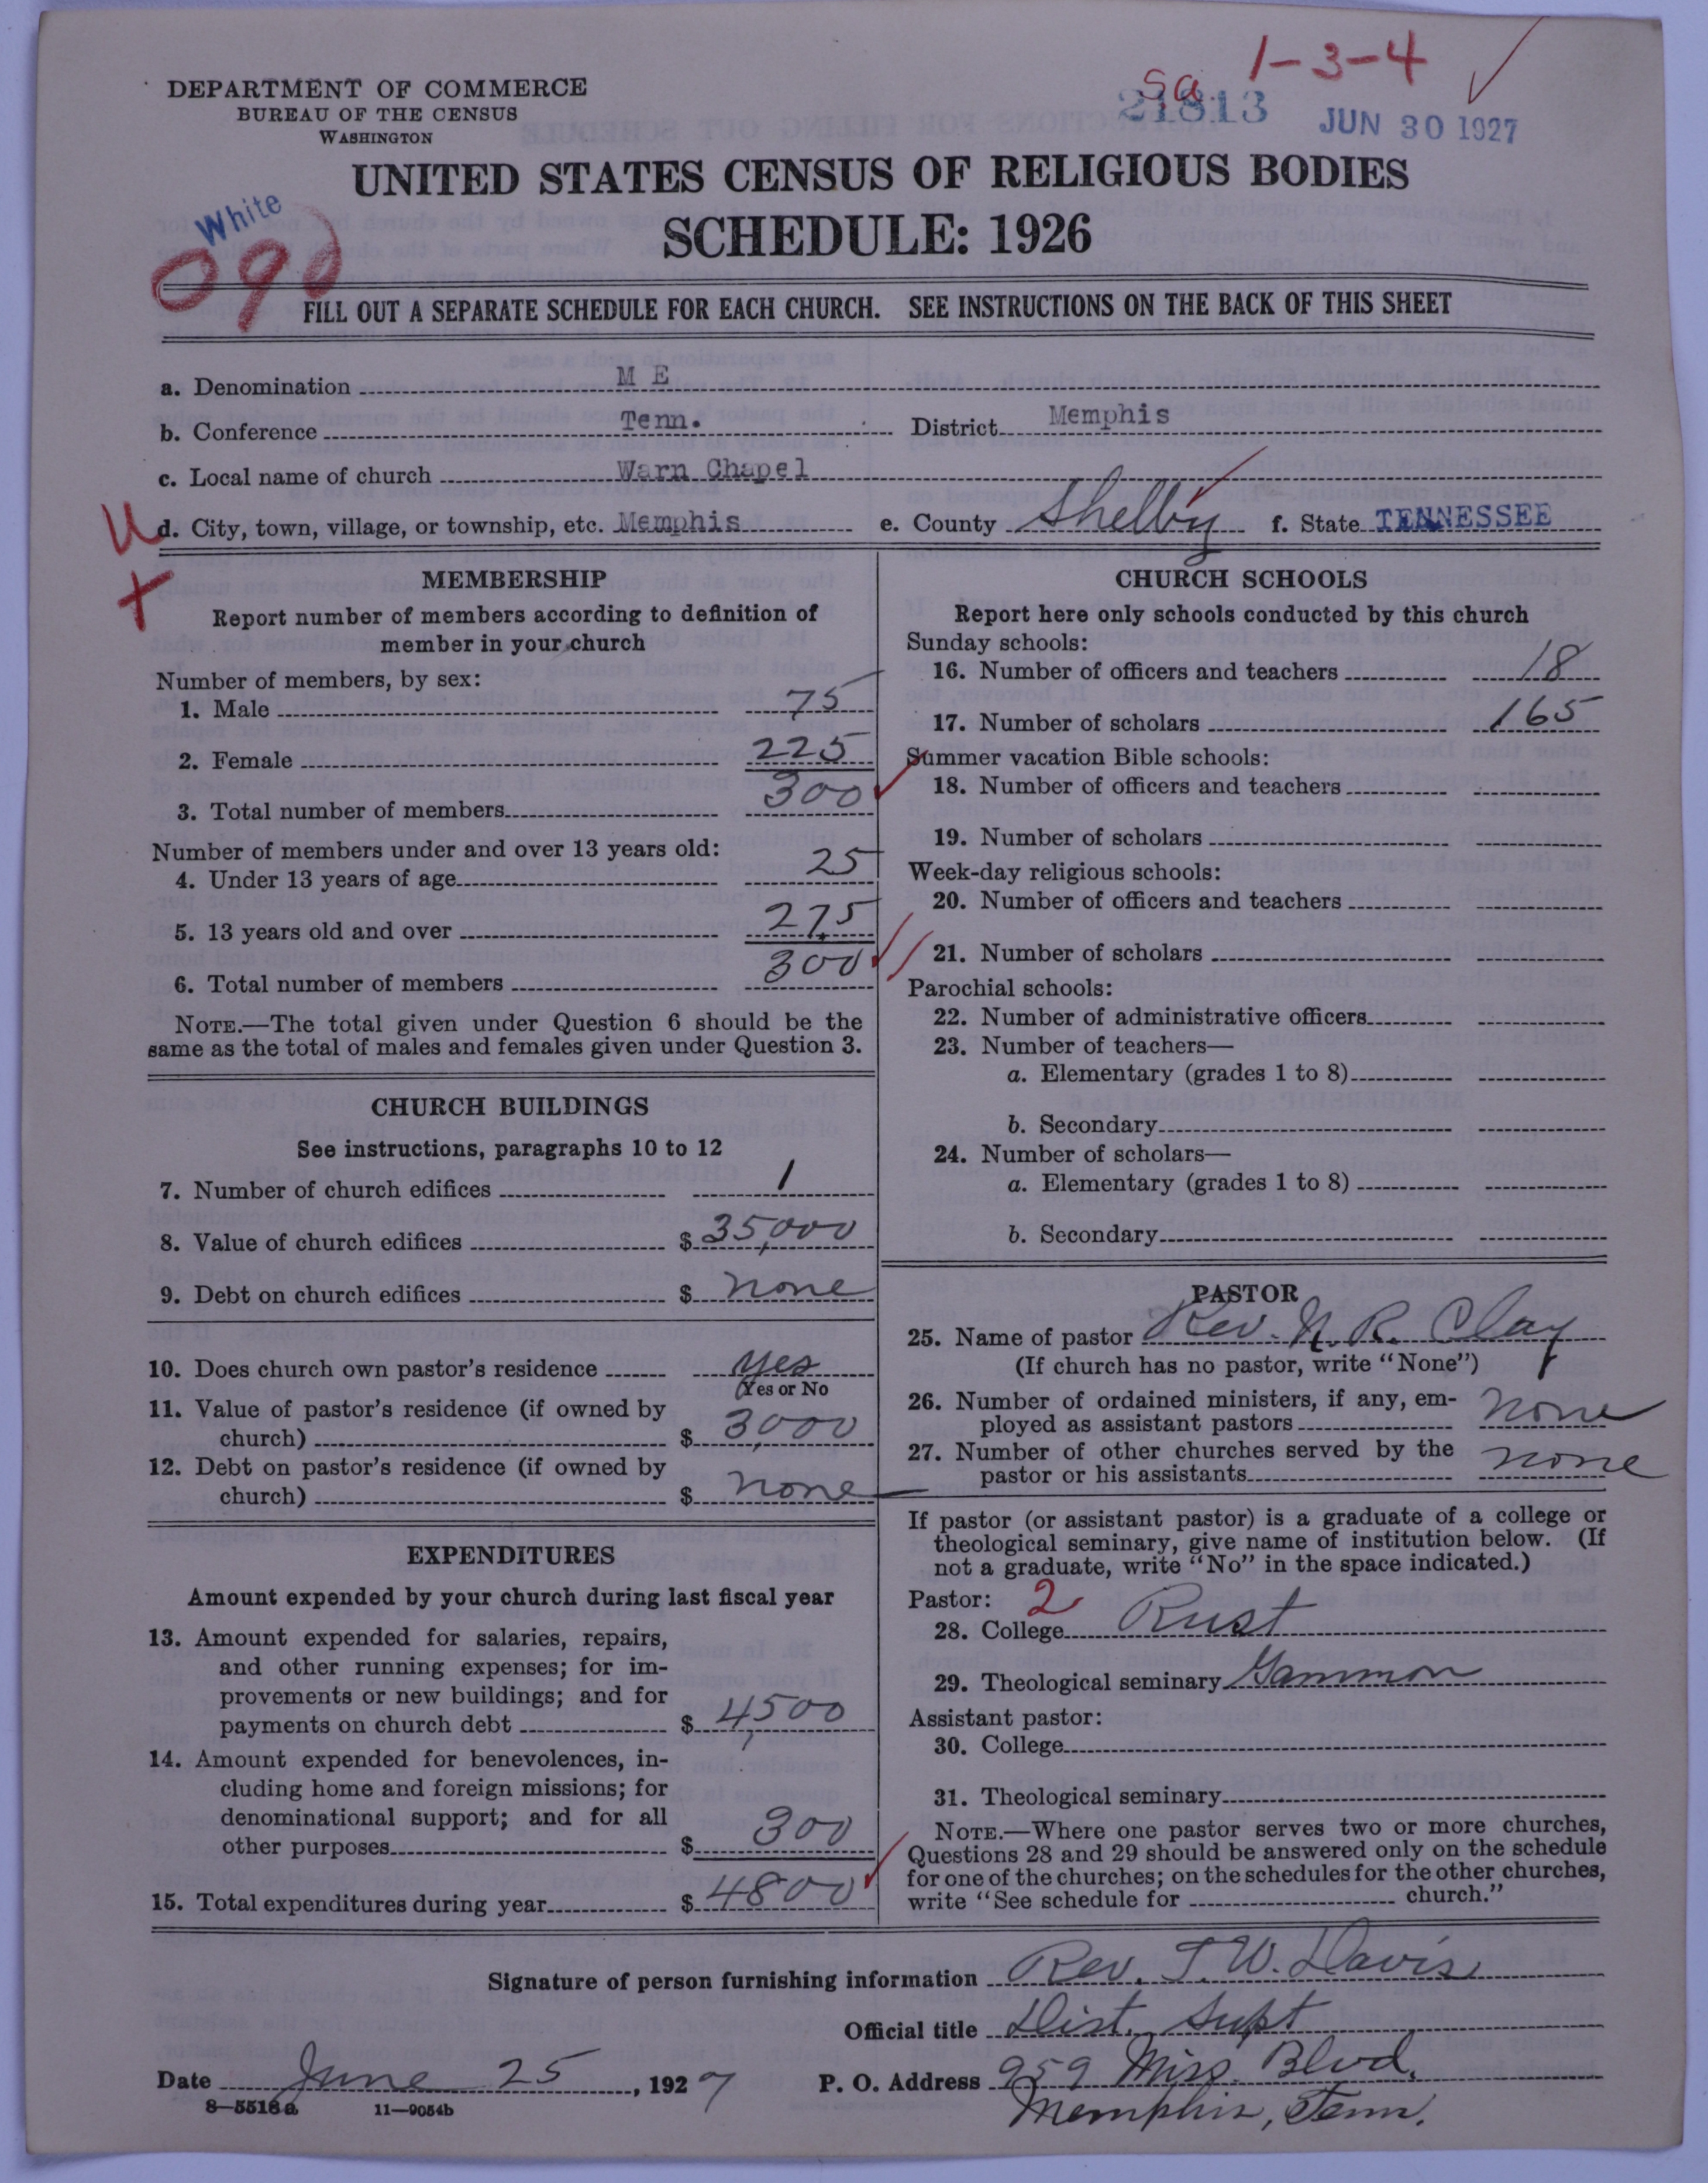 1-3-4
Sa.
21813 JUN 30 1927
DEPARTMENT OF COMMERCE
BUREAU OF THE CENSUS
WASHINGTON
UNITED STATES CENSUS OF RELIGIOUS BODIES
SCHEDULE: 1926
White
090
FILL OUT A SEPARATE SCHEDULE FOR EACH CHURCH. SEE INSTRUCTIONS ON THE BACK OF THIS SHEET
a. Denomination M E
b. Conference Tenn. District Memphis
c. Local name of church Warn Chapel
U d. City, town, village, or township, etc. Memphis e. County Shelby f. State TENNESSEE
+
MEMBERSHIP
Report number of members according to definition of
member in your church
Number of members, by sex:
1. Male 75
2. Female 225
3. Total number of members 300
Number of members under and over 13 years old:
4. Under 13 years of age 25
5. 13 years old and over 275
6. Total number of members 300
NOTE.—The total given under Question 6 should be the
same as the total of males and females given under Question 3.
CHURCH BUILDINGS
See instructions, paragraphs 10 to 12
7. Number of church edifices 1
8. Value of church edifices $ 35,000
9. Debt on church edifices $ none
10. Does church own pastor's residence yes
Yes or No
11. Value of pastor's residence (if owned by
church) $ 3,000
12. Debt on pastor's residence (if owned by
church) $ none
EXPENDITURES
Amount expended by your church during last fiscal year
13. Amount expended for salaries, repairs,
and other running expenses; for im-
provements or new buildings; and for
payments on church debt $ 4,500
14. Amount expended for benevolences, in-
cluding home and foreign missions; for
denominational support; and for all
other purposes $ 300
15. Total expenditures during year $ 4800
CHURCH SCHOOLS
Report here only schools conducted by this church
Sunday schools:
16. Number of officers and teachers 18
17. Number of scholars 165
Summer vacation Bible schools:
18. Number of officers and teachers
19. Number of scholars
Week-day religious schools:
20. Number of officers and teachers
21. Number of scholars
Parochial schools:
22. Number of administrative officers
23. Number of teachers—
a. Elementary (grades 1 to 8)
b. Secondary
24. Number of scholars—
a. Elementary (grades 1 to 8)
b. Secondary
PASTOR
25. Name of pastor Rev. N. R. Clay
(If church has no pastor, write "None")
26. Number of ordained ministers, if any, em-
ployed as assistant pastors none
27. Number of other churches served by the
pastor or his assistants none
If pastor (or assistant pastor) is a graduate of a college or
theological seminary, give name of institution below. (If
not a graduate, write "No" in the space indicated.)
Pastor: 2
28. College Rust
29. Theological seminary Gammon
Assistant pastor:
30. College
31. Theological seminary
NOTE.—Where one pastor serves two or more churches,
Questions 28 and 29 should be answered only on the schedule
for one of the churches; on the schedules for the other churches,
write "See schedule for church."
Signature of person furnishing information Rev. T. W. Davis
Official title Dist. Supt
Date June 25, 1927 P. O. Address 959 Miss. Blvd.
8-5518a 11-9054b Memphis, Tenn.